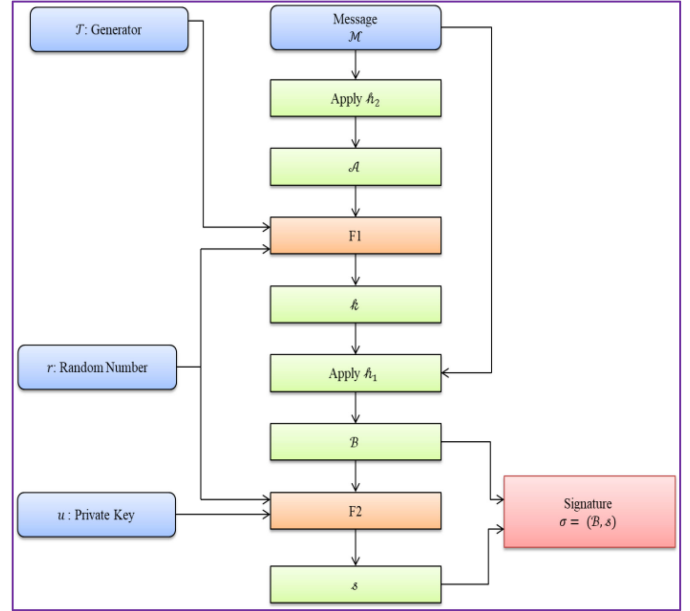 𝒯: Generator
Message
ℳ
Apply 𝒽₂
𝒜
F1
𝓀
r: Random Number
Apply 𝒽₁
ℬ
u : Private Key
F2
Signature
σ = (ℬ, 𝓈)
𝓈